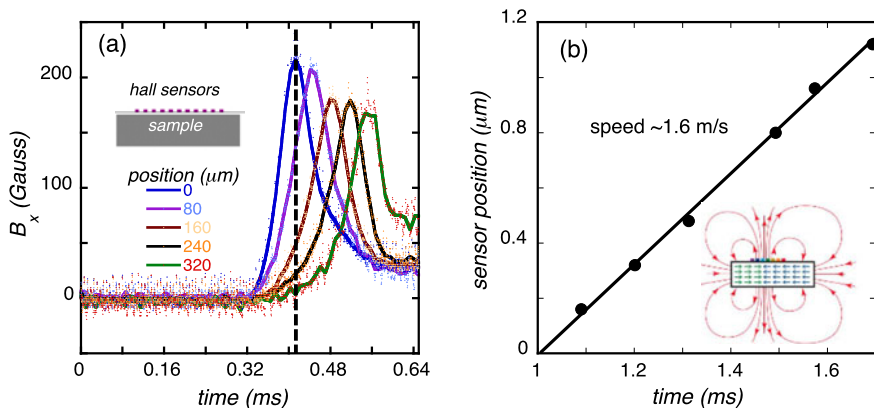 (a)
200
100
0
B_x (Gauss)
hall sensors
sample
position (μm)
0
80
160
240
320
0 0.16 0.32 0.48 0.64
time (ms)
(b)
1.2
0.8
0.4
0
sensor position (μm)
speed ~1.6 m/s
1 1.2 1.4 1.6
time (ms)